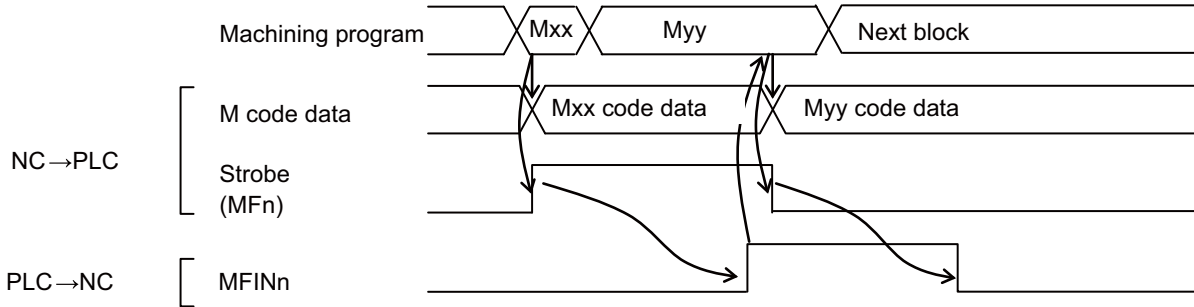 Machining program
Mxx
Myy
Next block
M code data
Mxx code data
Myy code data
NC→PLC
Strobe
(MFn)
PLC→NC
MFINn